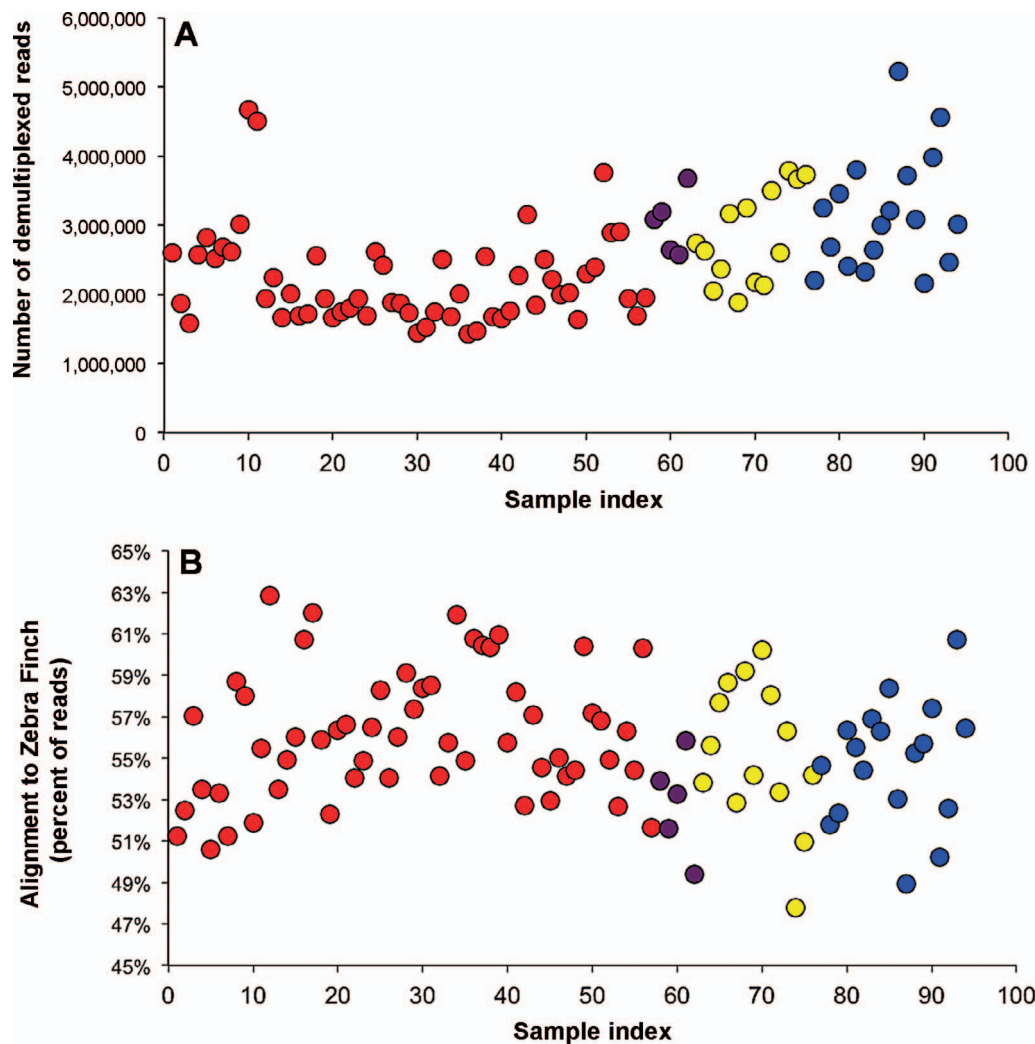 A
Number of demultiplexed reads
6,000,000
5,000,000
4,000,000
3,000,000
2,000,000
1,000,000
0
0 10 20 30 40 50 60 70 80 90 100
Sample index
B
Alignment to Zebra Finch
(percent of reads)
65%
63%
61%
59%
57%
55%
53%
51%
49%
47%
45%
0 10 20 30 40 50 60 70 80 90 100
Sample index